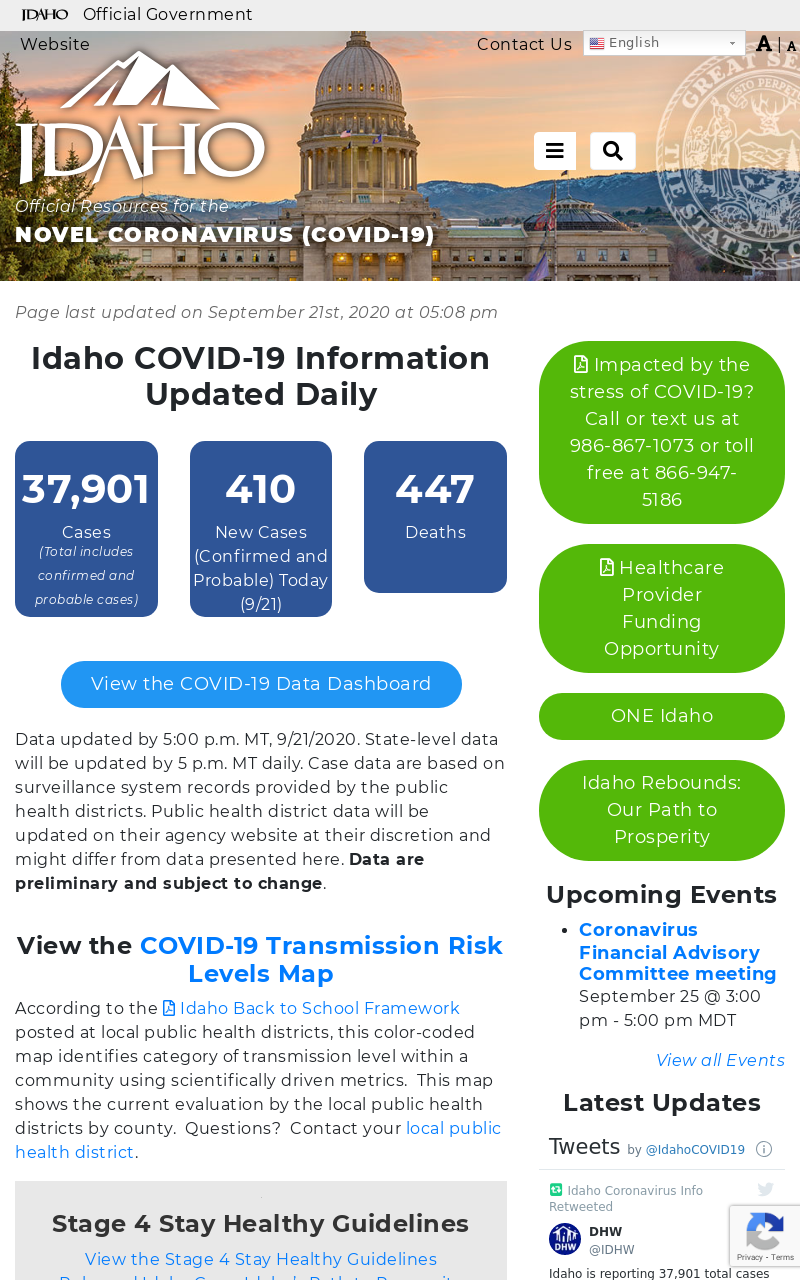 IDAHO Official Government
Website
Contact Us
English
A | A
IDAHO
Official Resources for the
NOVEL CORONAVIRUS (COVID-19)
GREAT SE
STO PERPET
THE STATE O
Page last updated on September 21st, 2020 at 05:08 pm
Idaho COVID-19 Information
Updated Daily
37,901
Cases
(Total includes
confirmed and
probable cases)
410
New Cases
(Confirmed and
Probable) Today
(9/21)
447
Deaths
View the COVID-19 Data Dashboard
Data updated by 5:00 p.m. MT, 9/21/2020. State-level data
will be updated by 5 p.m. MT daily. Case data are based on
surveillance system records provided by the public
health districts. Public health district data will be
updated on their agency website at their discretion and
might differ from data presented here. Data are
preliminary and subject to change.
View the COVID-19 Transmission Risk
Levels Map
According to the Idaho Back to School Framework
posted at local public health districts, this color-coded
map identifies category of transmission level within a
community using scientifically driven metrics.  This map
shows the current evaluation by the local public health
districts by county.  Questions?  Contact your local public
health district.
Stage 4 Stay Healthy Guidelines
View the Stage 4 Stay Healthy Guidelines
Impacted by the
stress of COVID-19?
Call or text us at
986-867-1073 or toll
free at 866-947-
5186
Healthcare
Provider
Funding
Opportunity
ONE Idaho
Idaho Rebounds:
Our Path to
Prosperity
Upcoming Events
Coronavirus
Financial Advisory
Committee meeting
September 25 @ 3:00
pm - 5:00 pm MDT
View all Events
Latest Updates
Tweets by @IdahoCOVID19
Idaho Coronavirus Info
Retweeted
DHW
DHW
@IDHW
Idaho is reporting 37,901 total cases
Privacy - Terms